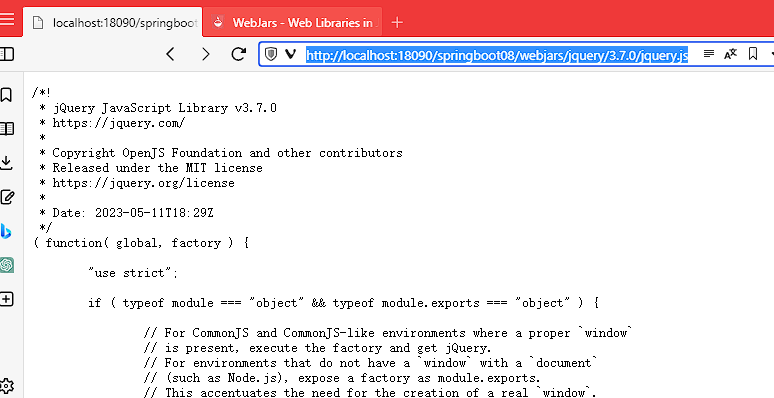 localhost:18090/springboot
WebJars - Web Libraries in
http://localhost:18090/springboot08/webjars/jquery/3.7.0/jquery.js
/*!
 * jQuery JavaScript Library v3.7.0
 * https://jquery.com/
 *
 * Copyright OpenJS Foundation and other contributors
 * Released under the MIT license
 * https://jquery.org/license
 *
 * Date: 2023-05-11T18:29Z
 */
( function( global, factory ) {
"use strict";
if ( typeof module === "object" && typeof module.exports === "object" ) {
// For CommonJS and CommonJS-like environments where a proper `window`
// is present, execute the factory and get jQuery.
// For environments that do not have a `window` with a `document`
// (such as Node.js), expose a factory as module.exports.
// This accentuates the need for the creation of a real `window`.